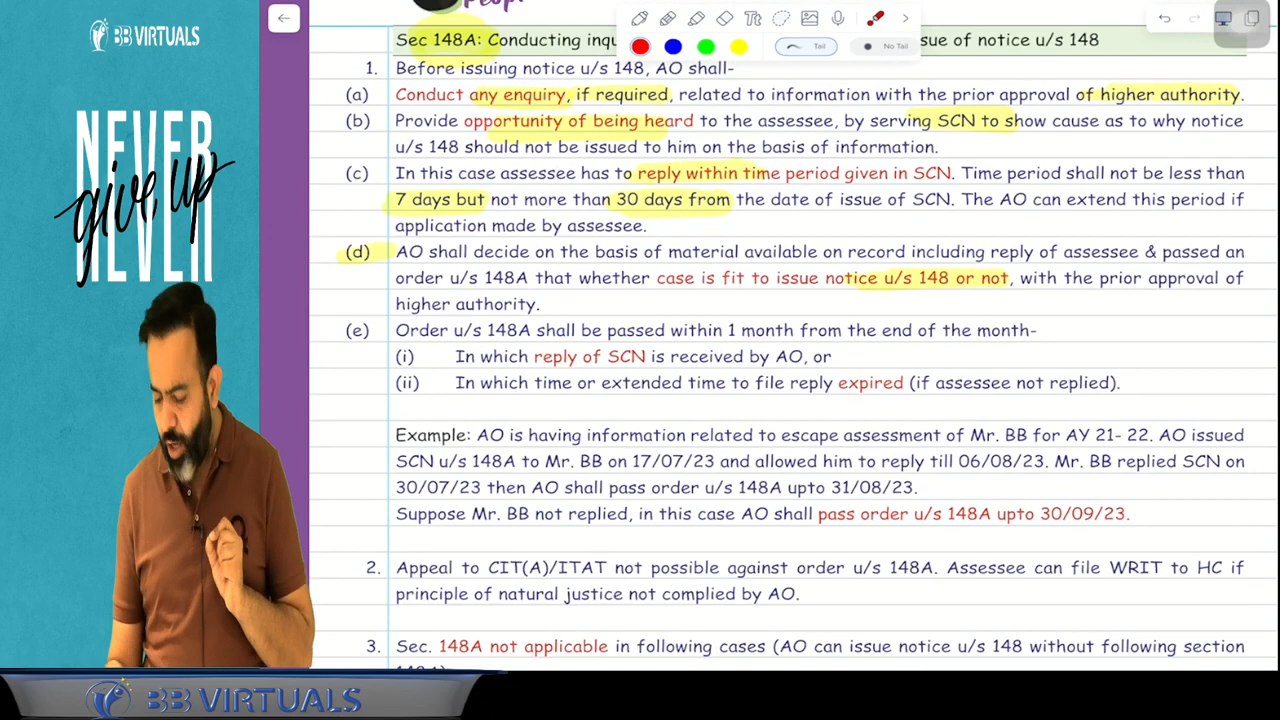 BB VIRTUALS
NEVER
give up
NEVER
Sec 148A: Conducting inqu
sue of notice u/s 148
Tail
No Tail
1. Before issuing notice u/s 148, AO shall-
(a) Conduct any enquiry, if required, related to information with the prior approval of higher authority.
(b) Provide opportunity of being heard to the assessee, by serving SCN to show cause as to why notice
u/s 148 should not be issued to him on the basis of information.
(c) In this case assessee has to reply within time period given in SCN. Time period shall not be less than
7 days but not more than 30 days from the date of issue of SCN. The AO can extend this period if
application made by assessee.
(d) AO shall decide on the basis of material available on record including reply of assessee & passed an
order u/s 148A that whether case is fit to issue notice u/s 148 or not, with the prior approval of
higher authority.
(e) Order u/s 148A shall be passed within 1 month from the end of the month-
(i) In which reply of SCN is received by AO, or
(ii) In which time or extended time to file reply expired (if assessee not replied).
Example: AO is having information related to escape assessment of Mr. BB for AY 21- 22. AO issued
SCN u/s 148A to Mr. BB on 17/07/23 and allowed him to reply till 06/08/23. Mr. BB replied SCN on
30/07/23 then AO shall pass order u/s 148A upto 31/08/23.
Suppose Mr. BB not replied, in this case AO shall pass order u/s 148A upto 30/09/23.
2. Appeal to CIT(A)/ITAT not possible against order u/s 148A. Assessee can file WRIT to HC if
principle of natural justice not complied by AO.
3. Sec. 148A not applicable in following cases (AO can issue notice u/s 148 without following section
BB VIRTUALS